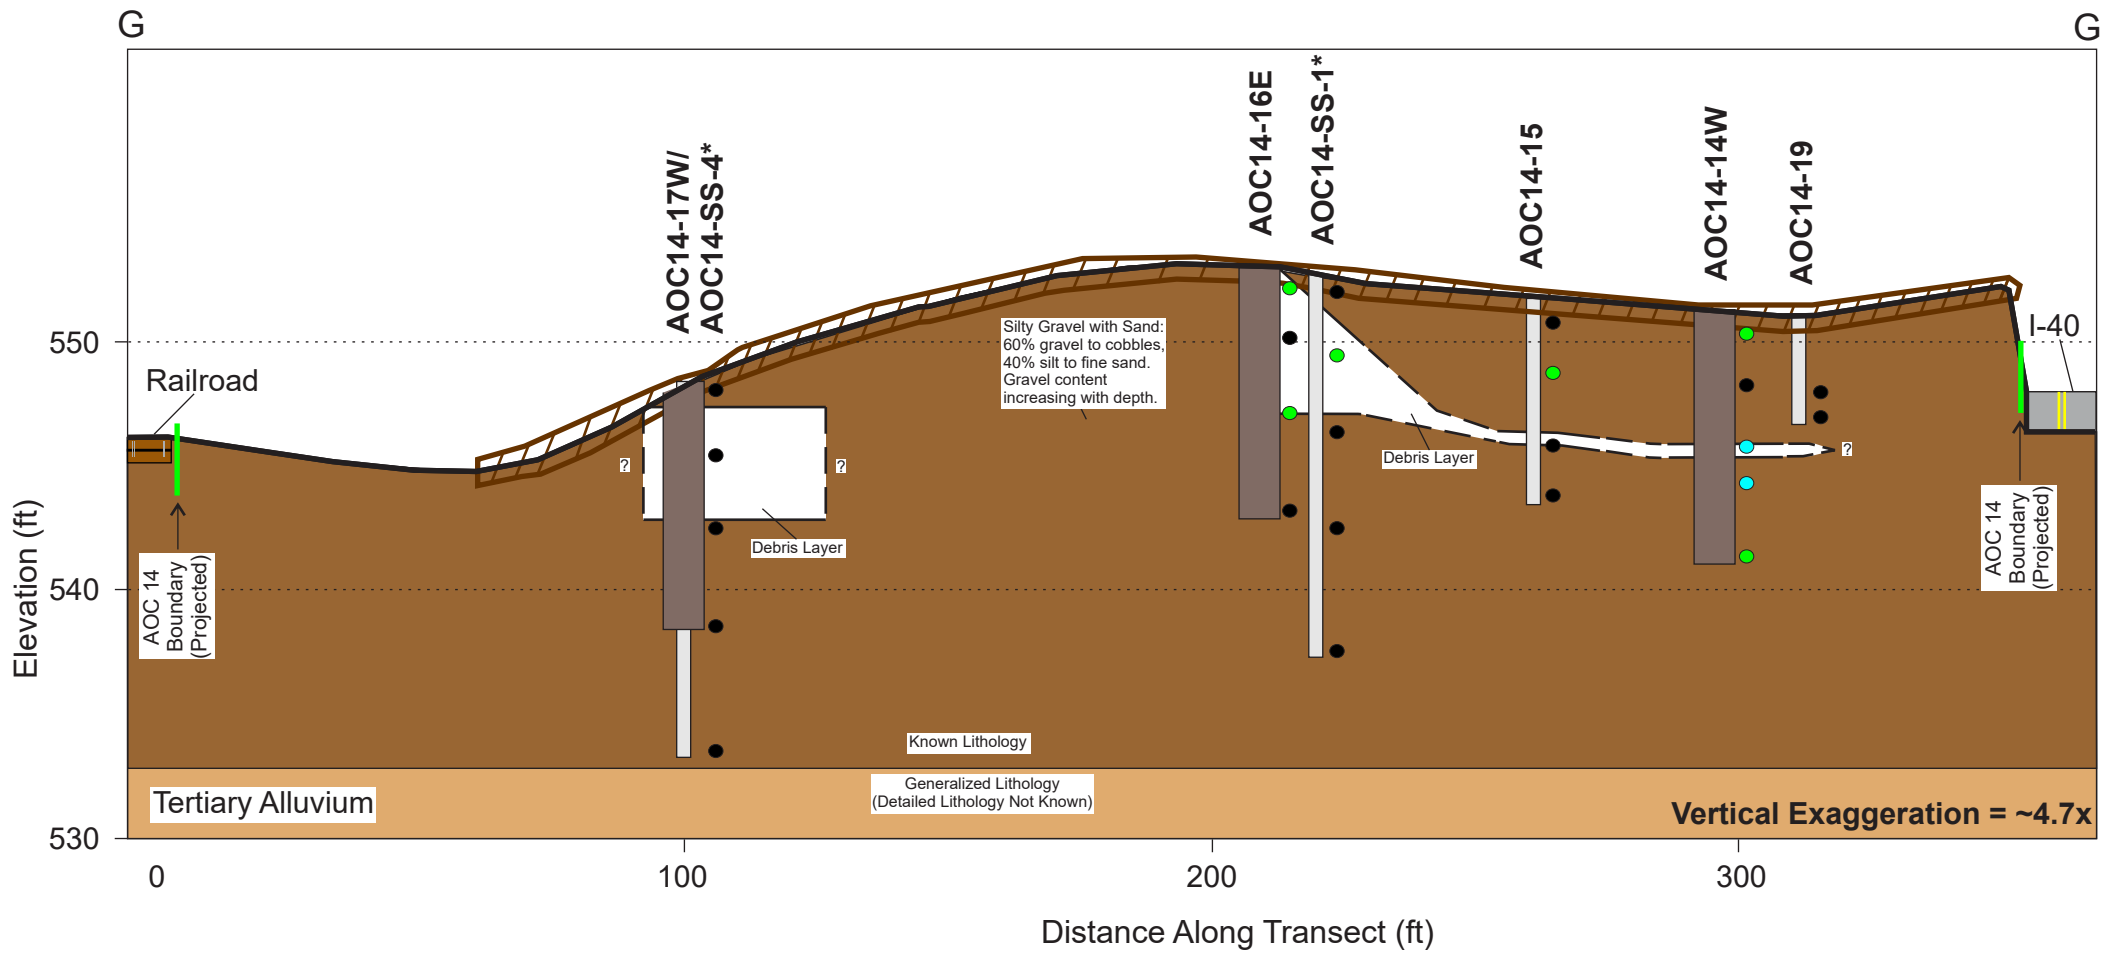 G
G
AOC14-17W/
AOC14-SS-4*
AOC14-16E
AOC14-SS-1*
AOC14-15
AOC14-14W
AOC14-19
550
540
530
Elevation (ft)
Railroad
I-40
Silty Gravel with Sand:
60% gravel to cobbles,
40% silt to fine sand.
Gravel content
increasing with depth.
?
?
Debris Layer
Debris Layer
?
AOC 14
Boundary
(Projected)
AOC 14
Boundary
(Projected)
Known Lithology
Generalized Lithology
(Detailed Lithology Not Known)
Tertiary Alluvium
Vertical Exaggeration = ~4.7x
0
100
200
300
Distance Along Transect (ft)